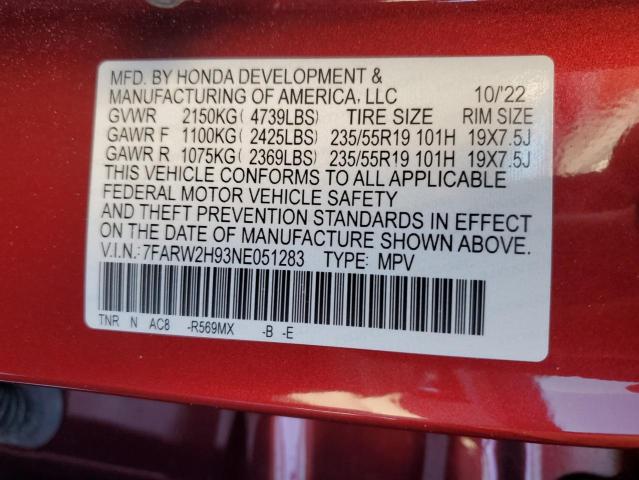 MFD. BY HONDA DEVELOPMENT &
MANUFACTURING OF AMERICA, LLC 10/'22
GVWR 2150KG( 4739LBS) TIRE SIZE RIM SIZE
GAWR F 1100KG( 2425LBS) 235/55R19 101H 19X7.5J
GAWR R 1075KG( 2369LBS) 235/55R19 101H 19X7.5J
THIS VEHICLE CONFORMS TO ALL APPLICABLE
FEDERAL MOTOR VEHICLE SAFETY
AND THEFT PREVENTION STANDARDS IN EFFECT
ON THE DATE OF MANUFACTURE SHOWN ABOVE.
V.I.N.:7FARW2H93NE051283 TYPE: MPV
TNR N AC8 -R569MX -B -E